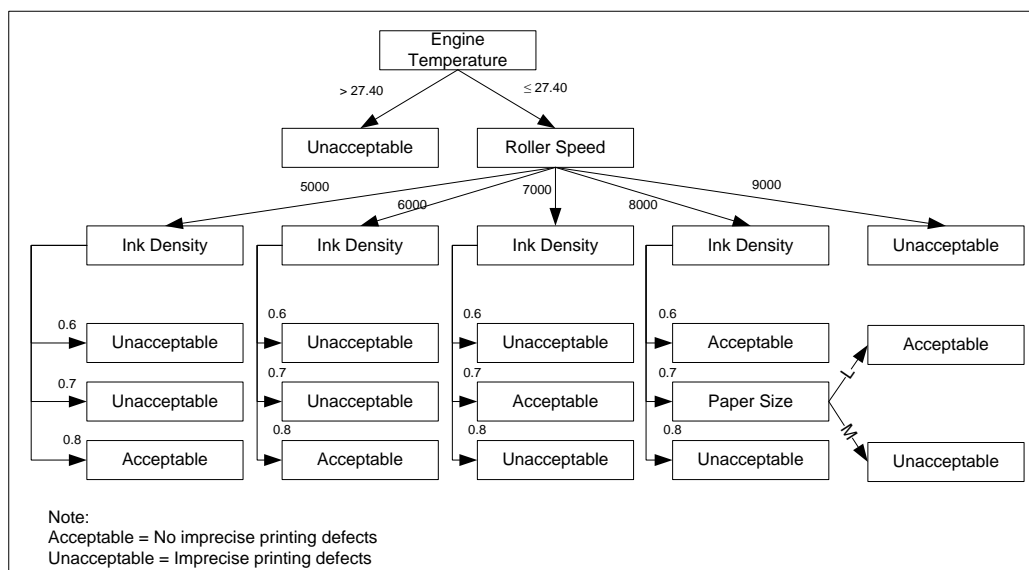 Engine
Temperature
> 27.40
≤ 27.40
Unacceptable
Roller Speed
5000
6000
7000
8000
9000
Ink Density
Ink Density
Ink Density
Ink Density
Unacceptable
0.6
Unacceptable
0.6
Unacceptable
0.6
Unacceptable
0.6
Acceptable
L
Acceptable
0.7
Unacceptable
0.7
Unacceptable
0.7
Acceptable
0.7
Paper Size
M
0.8
Acceptable
0.8
Acceptable
0.8
Unacceptable
0.8
Unacceptable
Unacceptable
Note:
Acceptable = No imprecise printing defects
Unacceptable = Imprecise printing defects